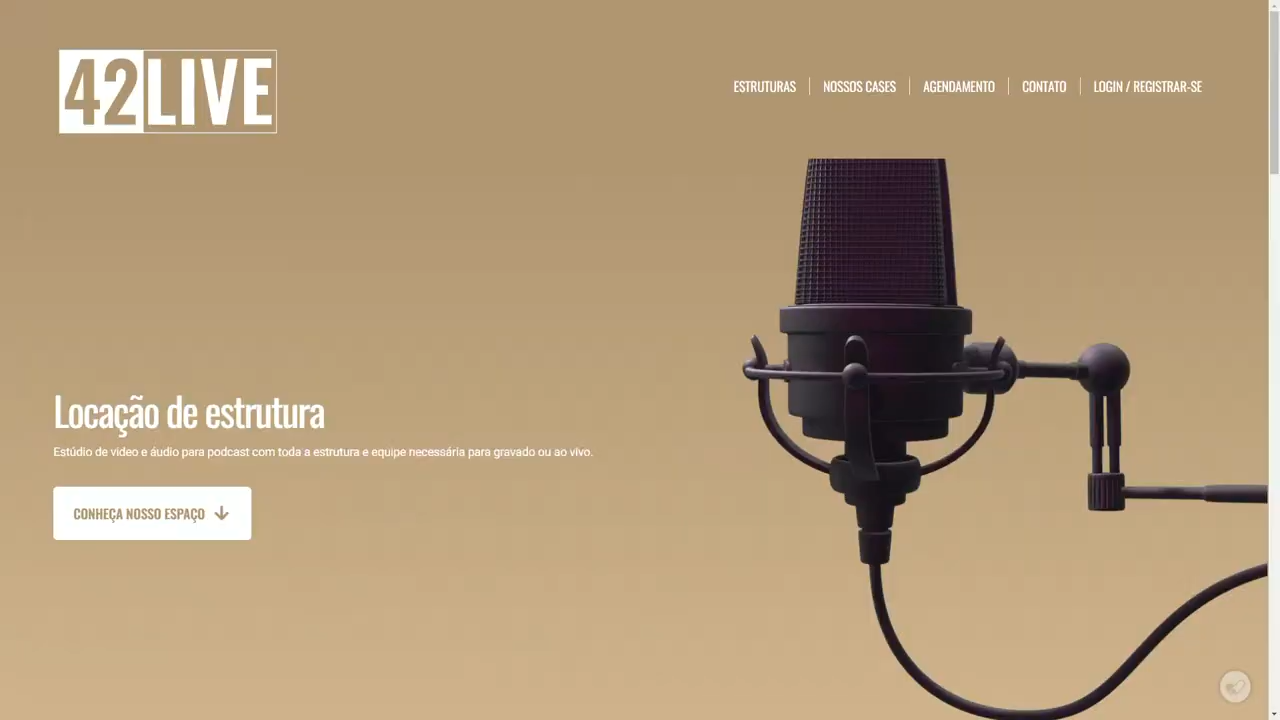 42LIVE
ESTRUTURAS
NOSSOS CASES
AGENDAMENTO
CONTATO
LOGIN / REGISTRAR-SE
Locação de estrutura
Estúdio de video e áudio para podcast com toda a estrutura e equipe necessária para gravado ou ao vivo.
CONHEÇA NOSSO ESPAÇO